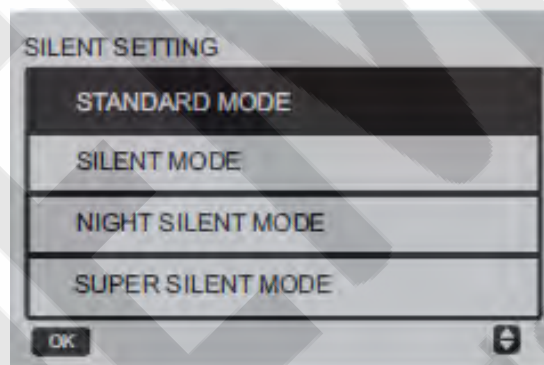 SILENT SETTING
STANDARD MODE
SILENT MODE
NIGHT SILENT MODE
SUPER SILENT MODE
OK